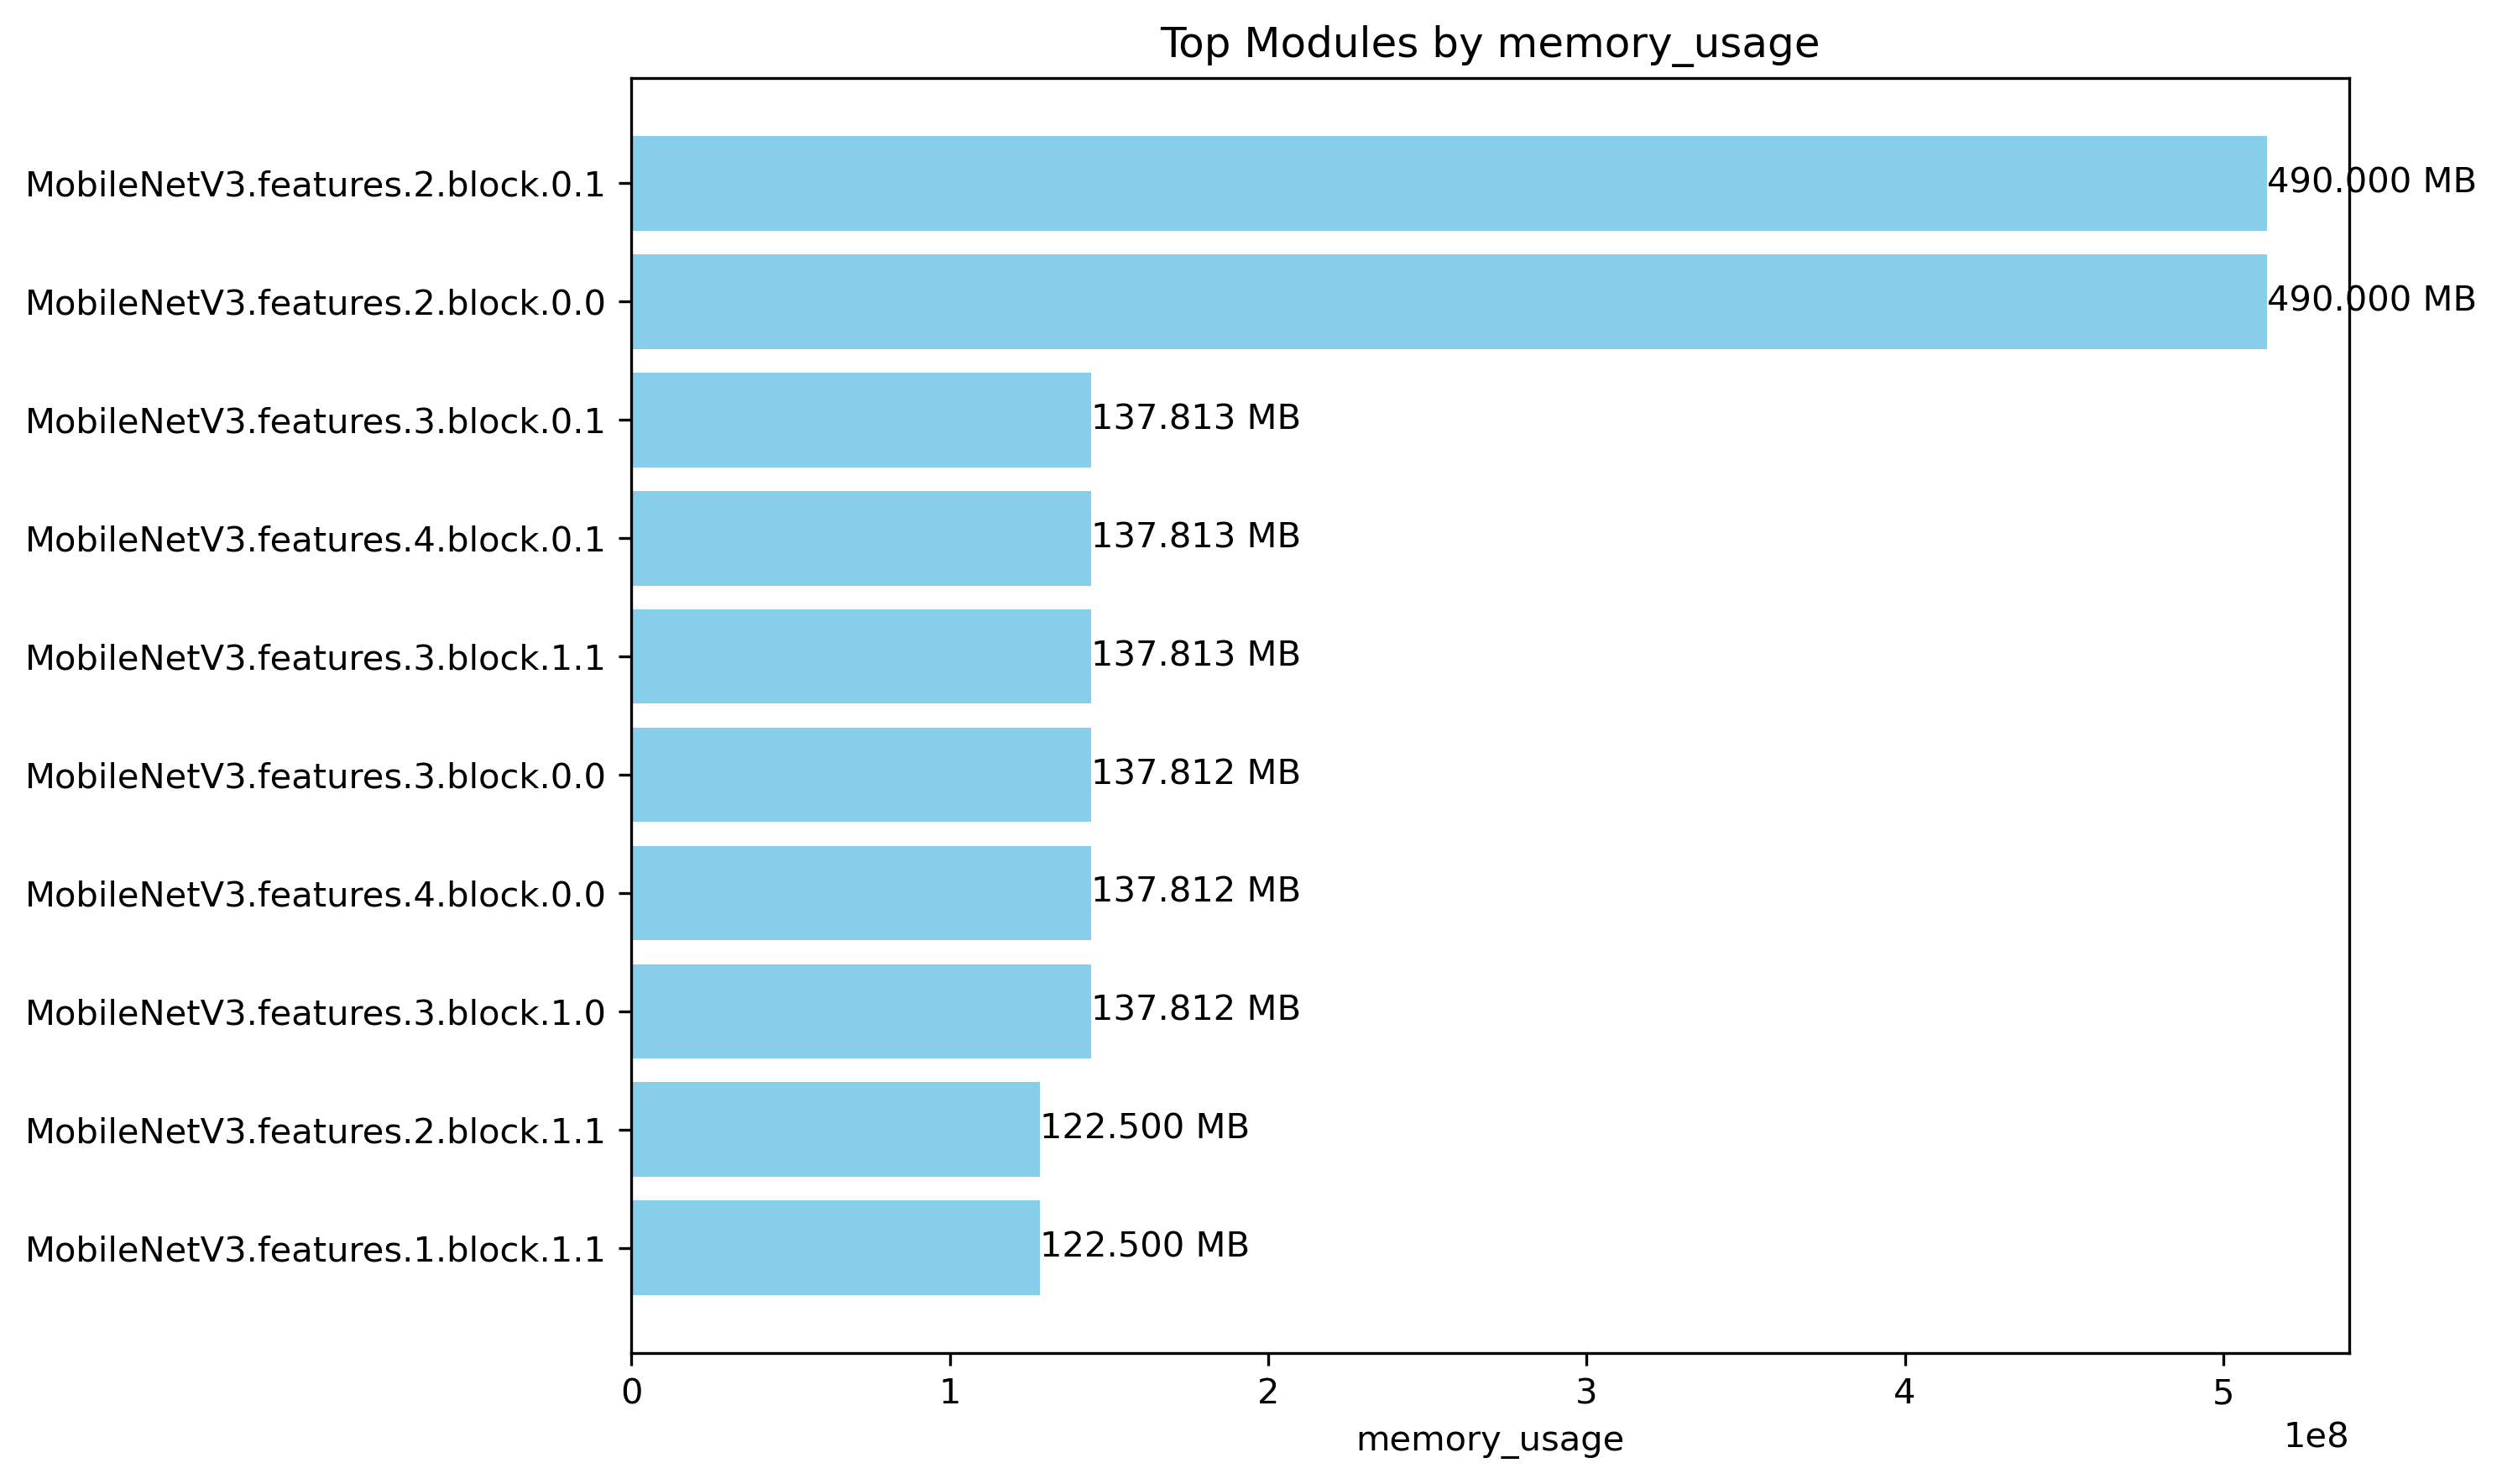 Top Modules by memory_usage
MobileNetV3.features.2.block.0.1 490.000 MB
MobileNetV3.features.2.block.0.0 490.000 MB
MobileNetV3.features.3.block.0.1 137.813 MB
MobileNetV3.features.4.block.0.1 137.813 MB
MobileNetV3.features.3.block.1.1 137.813 MB
MobileNetV3.features.3.block.0.0 137.812 MB
MobileNetV3.features.4.block.0.0 137.812 MB
MobileNetV3.features.3.block.1.0 137.812 MB
MobileNetV3.features.2.block.1.1 122.500 MB
MobileNetV3.features.1.block.1.1 122.500 MB
0 1 2 3 4 5
1e8
memory_usage